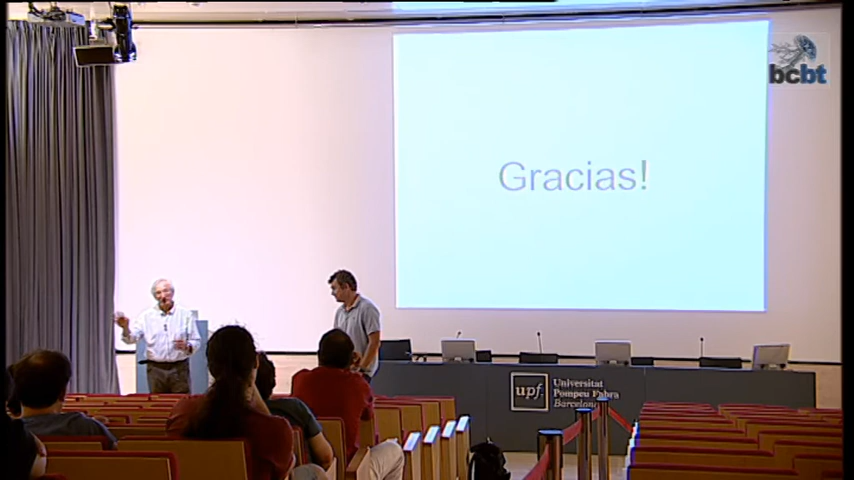 bcbt
Gracias!
upf.
Universitat
Pompeu Fabra
Barcelona